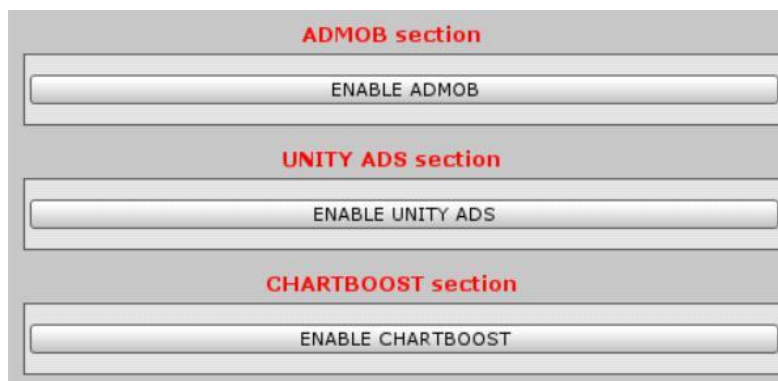 ADMOB section
ENABLE ADMOB
UNITY ADS section
ENABLE UNITY ADS
CHARTBOOST section
ENABLE CHARTBOOST